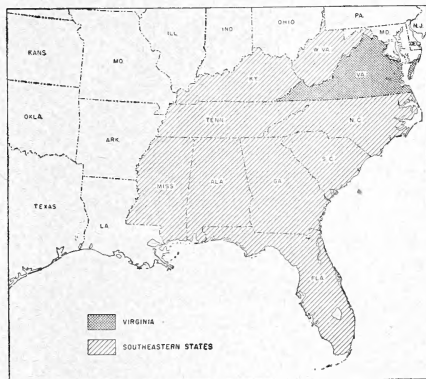 PA.
OHIO
N.J.
IND.
ILL.
MD.
DEL.
W.VA.
KANS.
MO.
VA.
KY.
OKLA.
TENN.
N.C.
ARK.
S.C.
MISS.
ALA.
GA.
TEXAS
LA.
FLA.
VIRGINIA
SOUTHEASTERN STATES